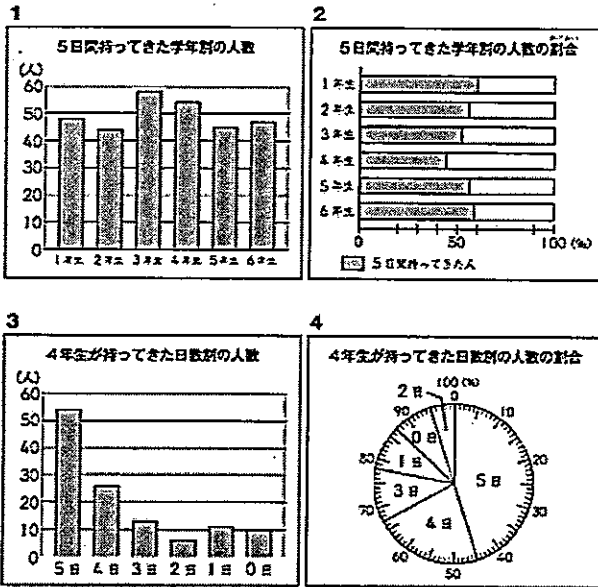 1
5日間持ってきた学年別の人数
(人)
60
50
40
30
20
10
0
1年生 2年生 3年生 4年生 5年生 6年生
2
5日間持ってきた学年別の人数の割合
わりあい
1年生
2年生
3年生
4年生
5年生
6年生
0 50 100(%)
5日間持ってきた人
3
4年生が持ってきた日数別の人数
(人)
60
50
40
30
20
10
0
5日 4日 3日 2日 1日 0日
4
4年生が持ってきた日数別の人数の割合
100(%)
0
10
20
30
40
50
60
70
80
90
5日
4日
3日
1日
0日
2日